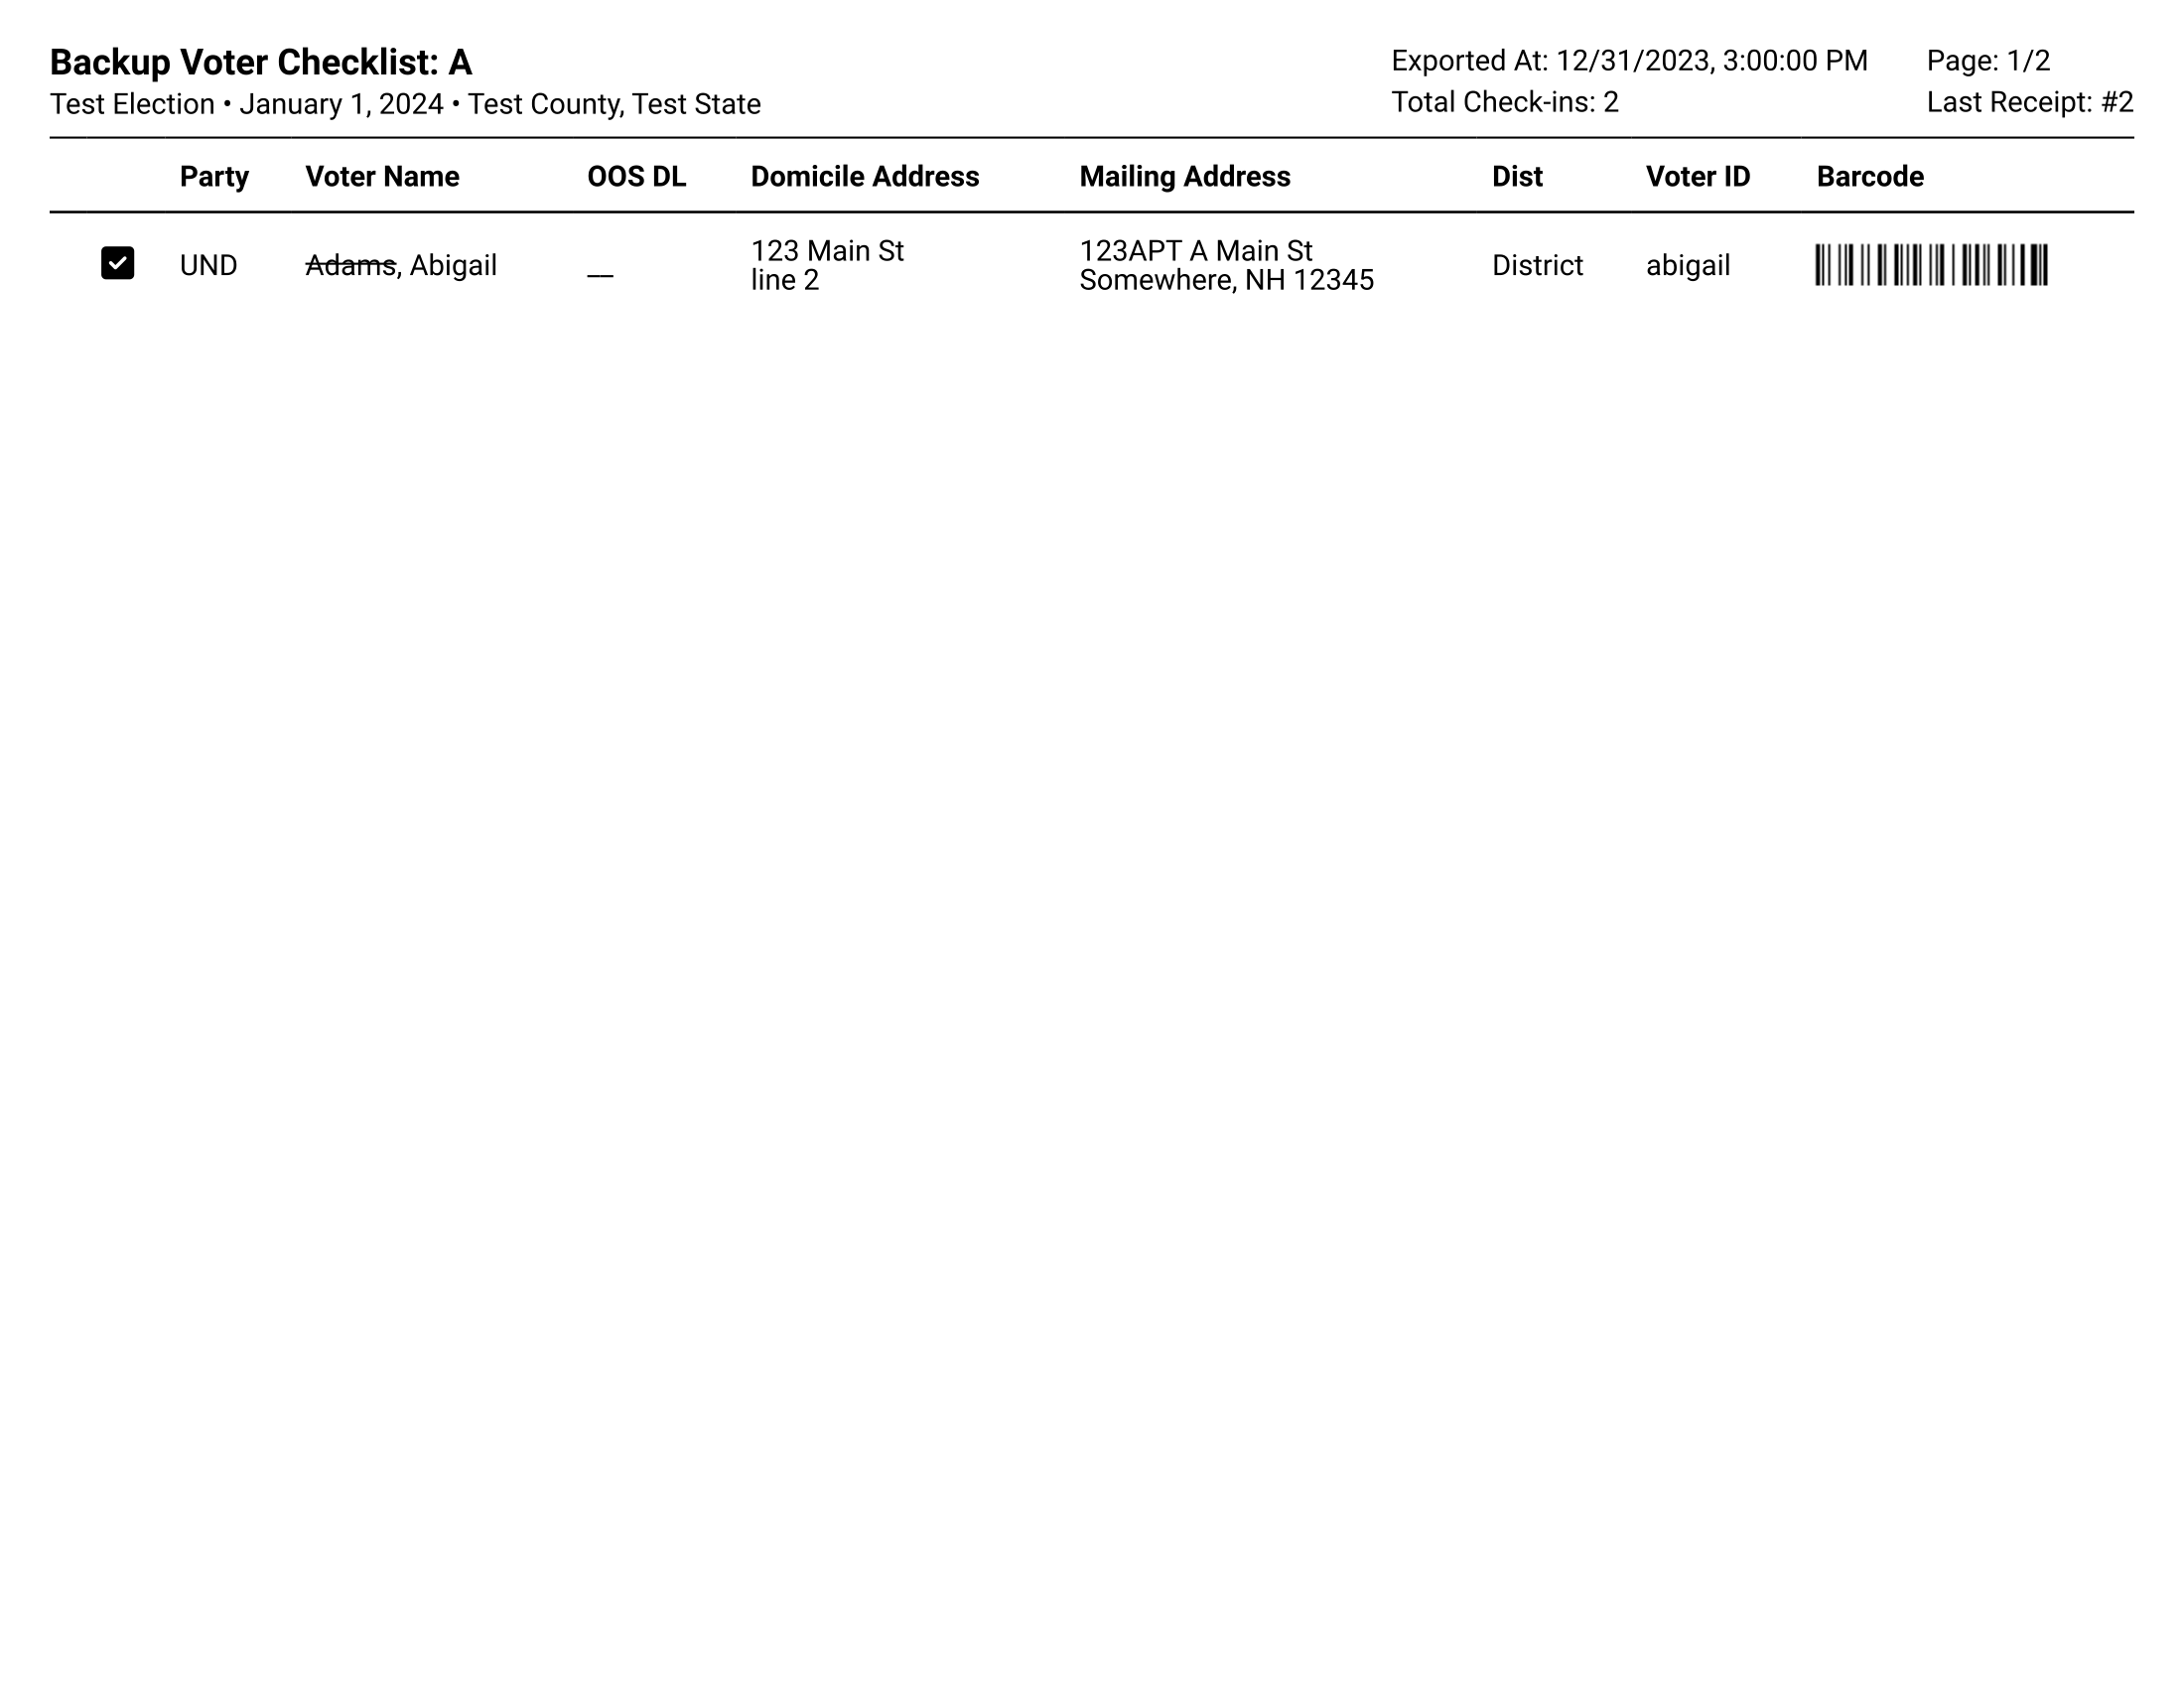 Backup Voter Checklist: A
Test Election • January 1, 2024 • Test County, Test State
Exported At: 12/31/2023, 3:00:00 PM
Total Check-ins: 2
Page: 1/2
Last Receipt: #2
Party Voter Name OOS DL Domicile Address Mailing Address Dist Voter ID Barcode
UND Adams, Abigail __ 123 Main St
line 2
123APT A Main St
Somewhere, NH 12345
District abigail